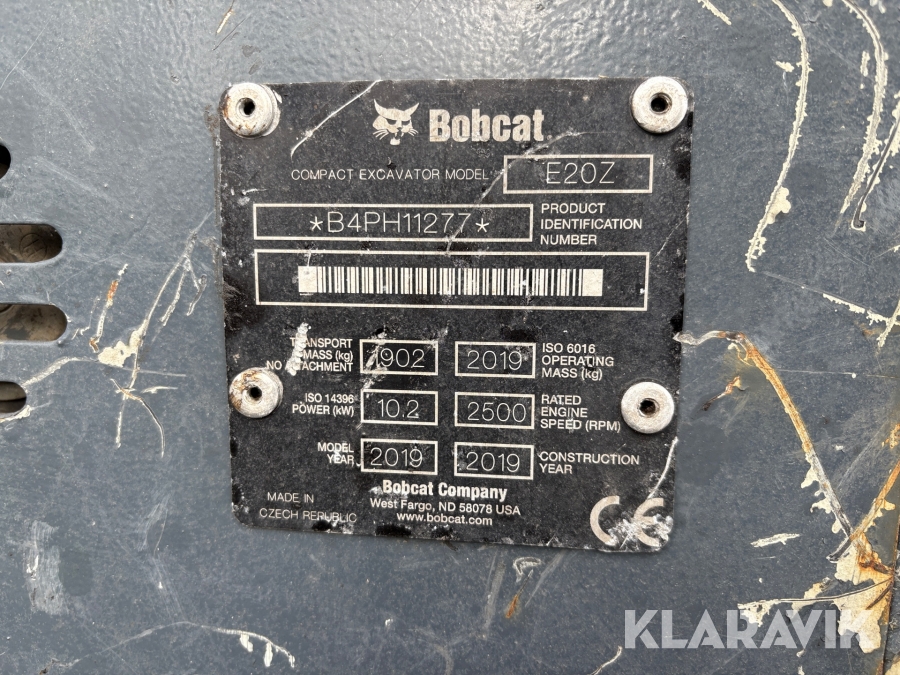 Bobcat
COMPACT EXCAVATOR MODEL E20Z
*B4PH11277* PRODUCT IDENTIFICATION NUMBER
TRANSPORT MASS (kg) NO ATTACHMENT 1902 2019 ISO 6016 OPERATING MASS (kg)
ISO 14396 POWER (kW) 10.2 2500 RATED ENGINE SPEED (RPM)
MODEL YEAR 2019 2019 CONSTRUCTION YEAR
Bobcat Company
West Fargo, ND 58078 USA
www.bobcat.com
MADE IN
CZECH REPUBLIC
CE
KLARAVIK